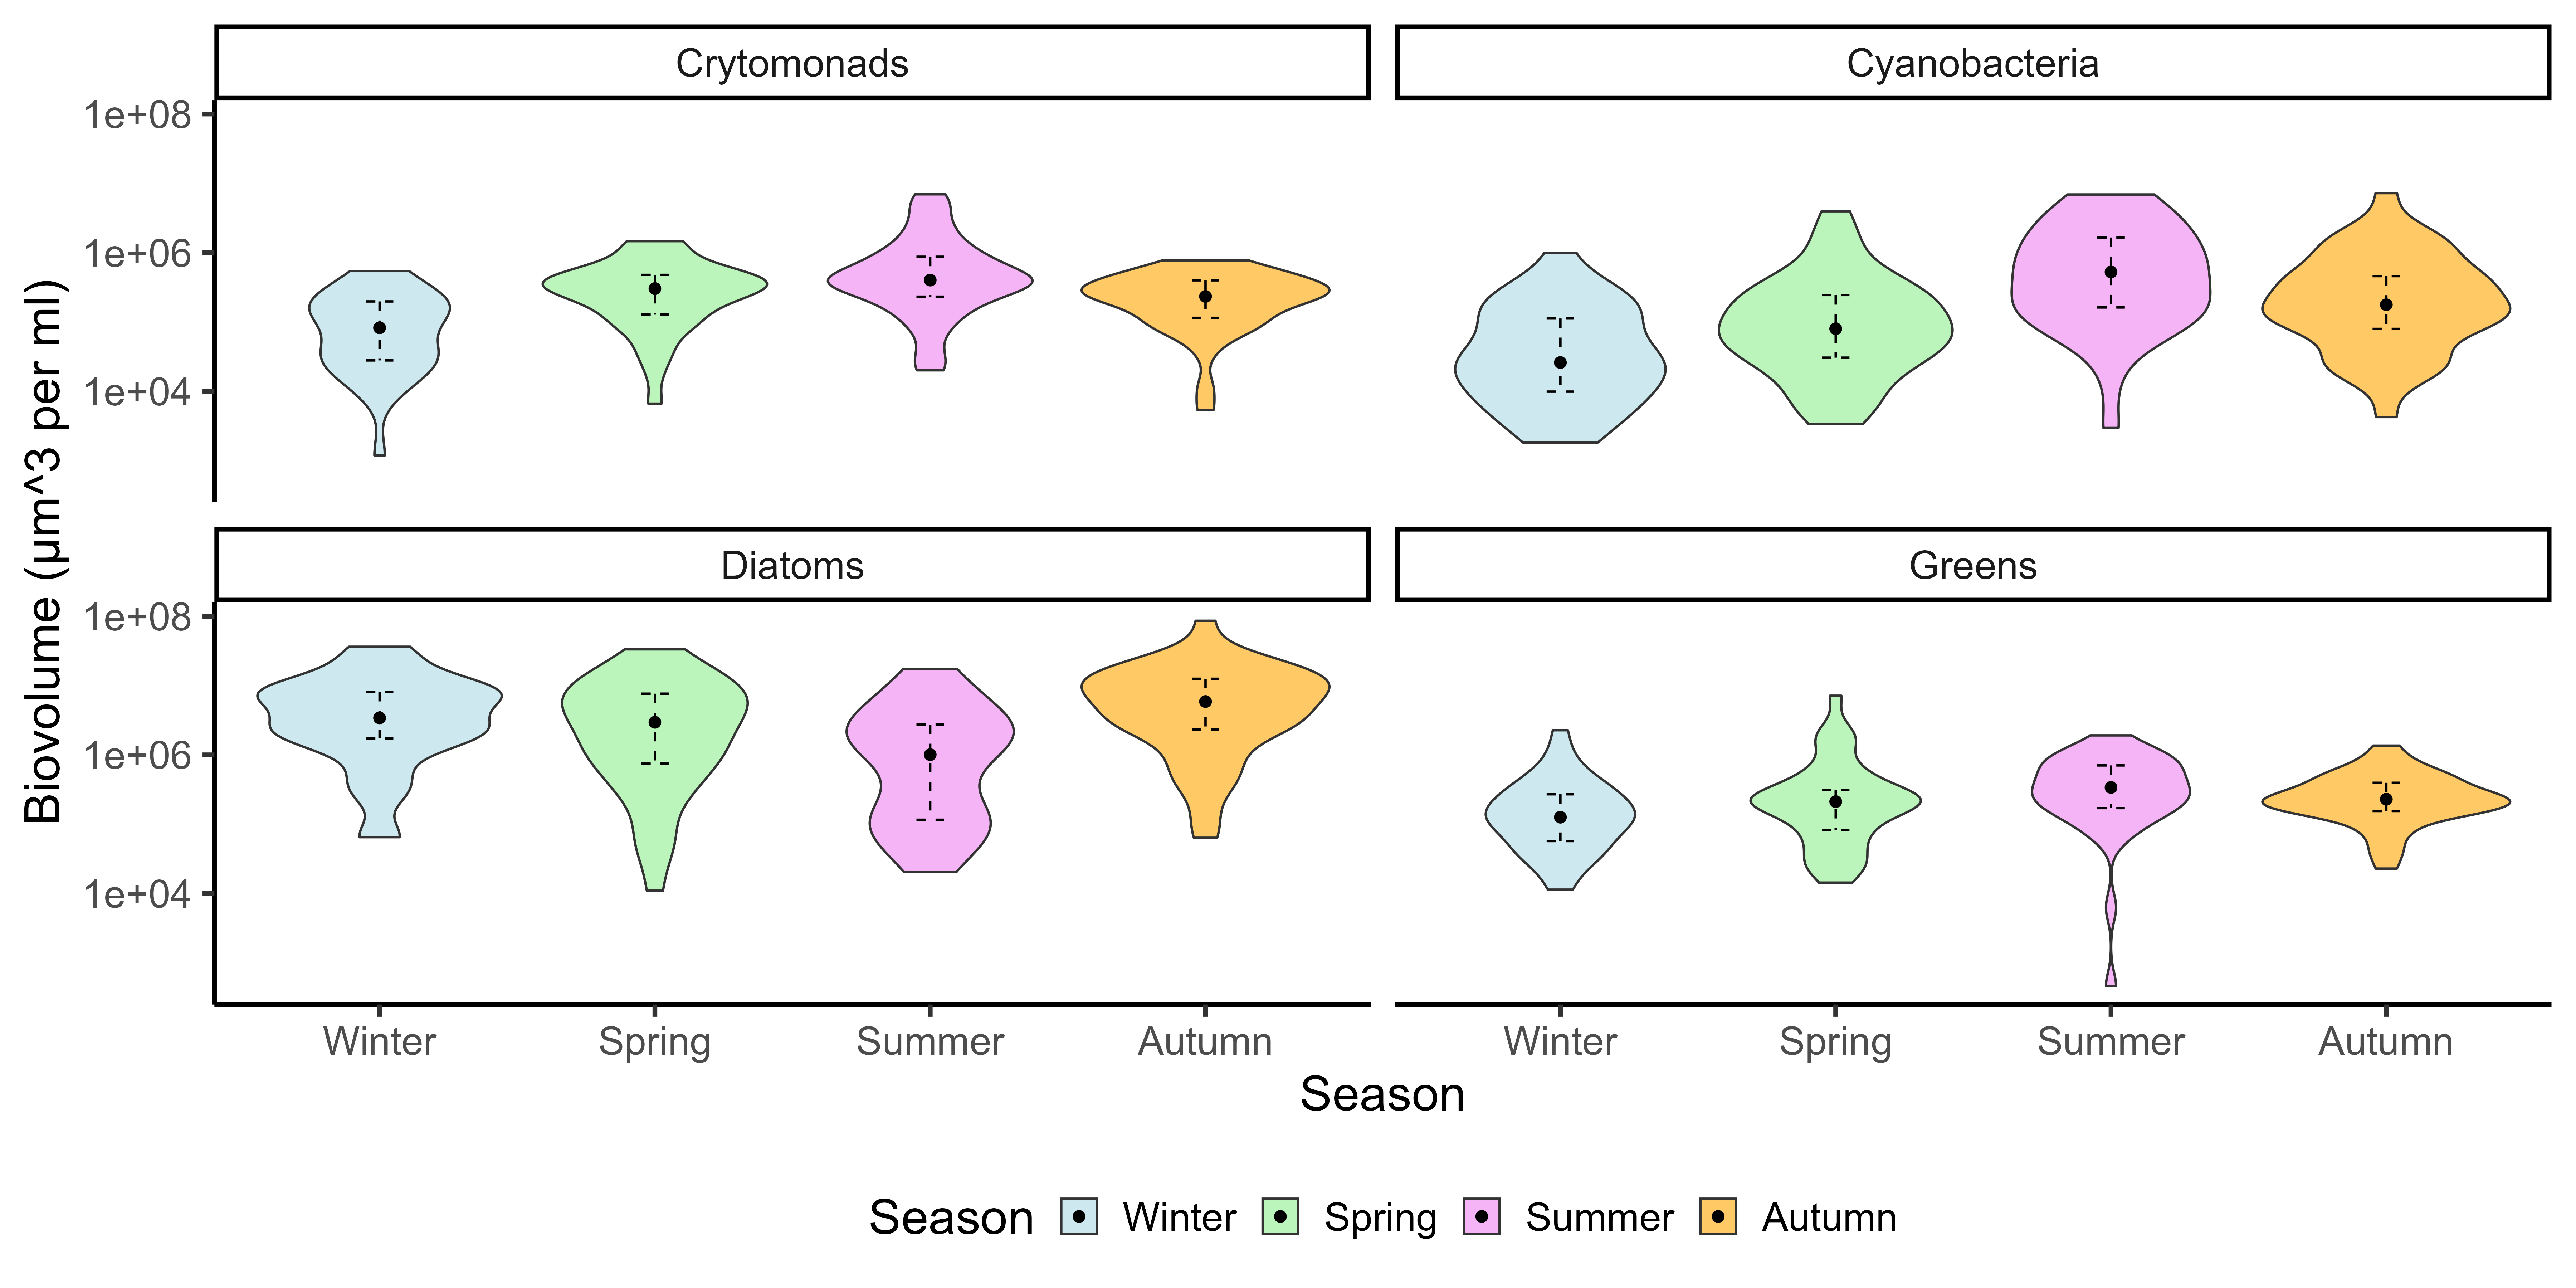 Crytomonads
Cyanobacteria
1e+08
1e+06
1e+04
Biovolume (µm^3 per ml)
Diatoms
Greens
1e+08
1e+06
1e+04
Winter Spring Summer Autumn
Winter Spring Summer Autumn
Season
Season Winter Spring Summer Autumn